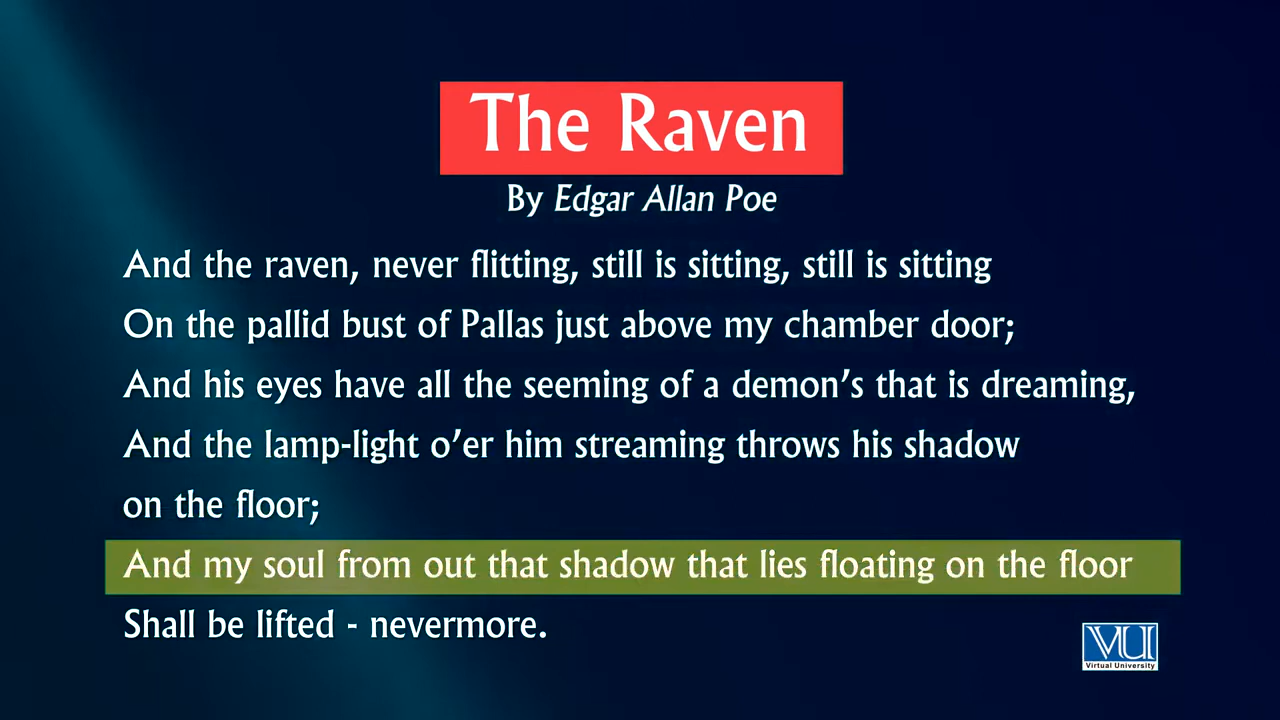 The Raven
By Edgar Allan Poe
And the raven, never flitting, still is sitting, still is sitting
On the pallid bust of Pallas just above my chamber door;
And his eyes have all the seeming of a demon’s that is dreaming,
And the lamp-light o’er him streaming throws his shadow
on the floor;
And my soul from out that shadow that lies floating on the floor
Shall be lifted - nevermore.
VU
Virtual University